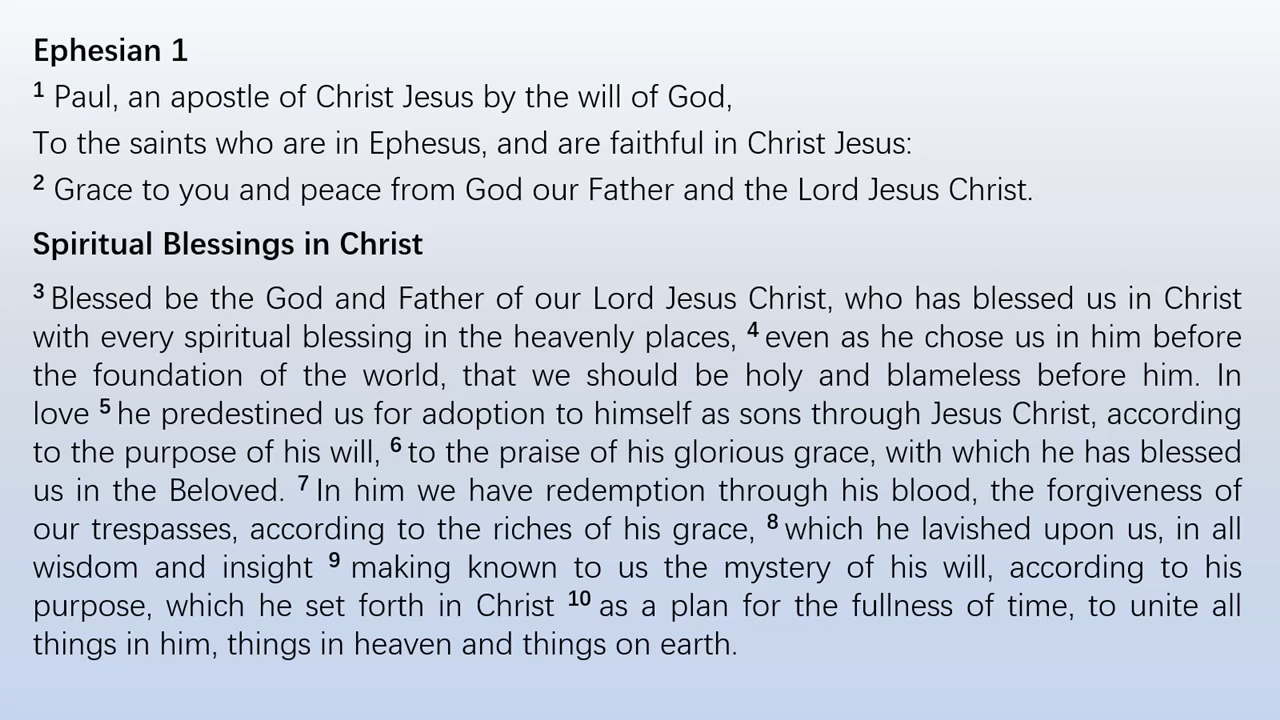 Ephesian 1
1 Paul, an apostle of Christ Jesus by the will of God,
To the saints who are in Ephesus, and are faithful in Christ Jesus:
2 Grace to you and peace from God our Father and the Lord Jesus Christ.
Spiritual Blessings in Christ
3 Blessed be the God and Father of our Lord Jesus Christ, who has blessed us in Christ
with every spiritual blessing in the heavenly places, 4 even as he chose us in him before
the foundation of the world, that we should be holy and blameless before him. In
love 5 he predestined us for adoption to himself as sons through Jesus Christ, according
to the purpose of his will, 6 to the praise of his glorious grace, with which he has blessed
us in the Beloved. 7 In him we have redemption through his blood, the forgiveness of
our trespasses, according to the riches of his grace, 8 which he lavished upon us, in all
wisdom and insight 9 making known to us the mystery of his will, according to his
purpose, which he set forth in Christ 10 as a plan for the fullness of time, to unite all
things in him, things in heaven and things on earth.